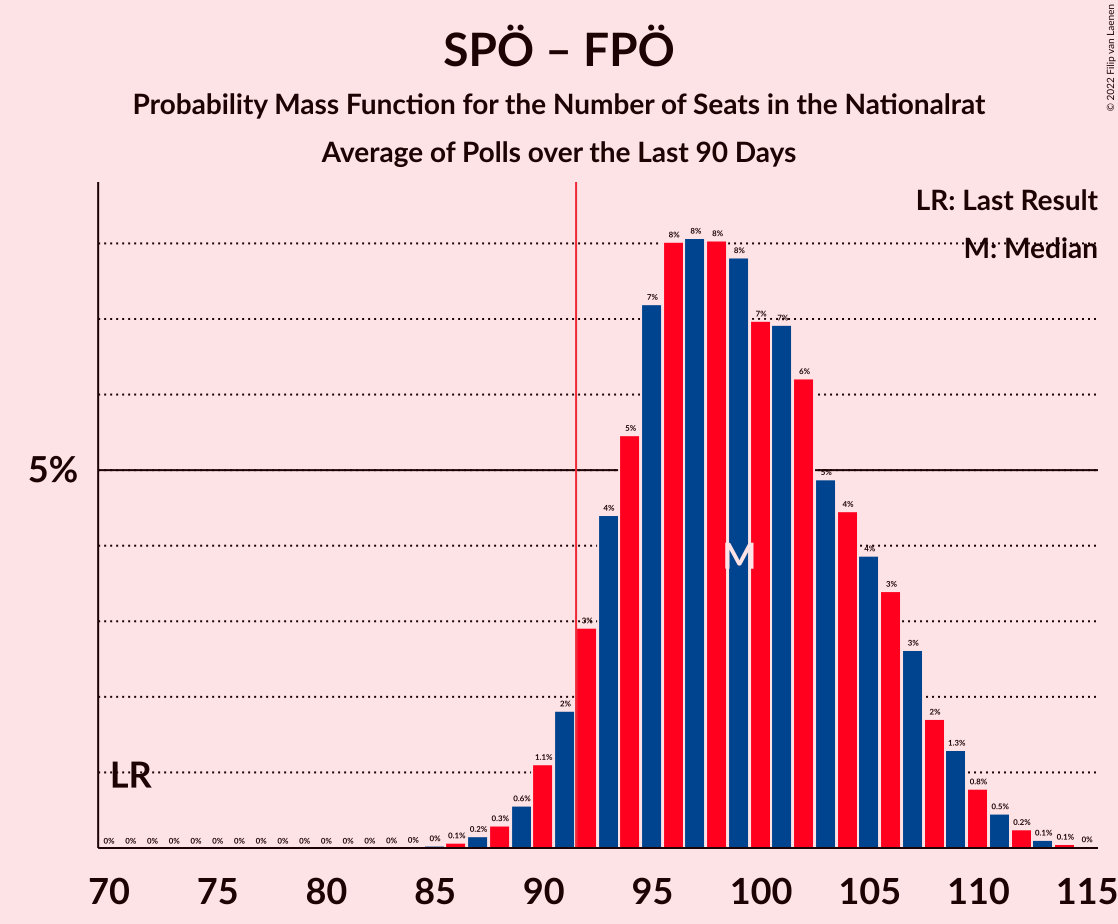 SPÖ – FPÖ
Probability Mass Function for the Number of Seats in the Nationalrat
Average of Polls over the Last 90 Days
© 2022 Filip van Laenen
LR: Last Result
M: Median
5%
LR
M
0% 0% 0% 0% 0% 0% 0% 0% 0% 0% 0% 0% 0% 0% 0% 0% 0.1% 0.2% 0.3% 0.6% 1.1% 2% 3% 4% 5% 7% 8% 8% 8% 8% 7% 7% 6% 5% 4% 4% 3% 3% 2% 1.3% 0.8% 0.5% 0.2% 0.1% 0.1% 0%
70 75 80 85 90 95 100 105 110 115